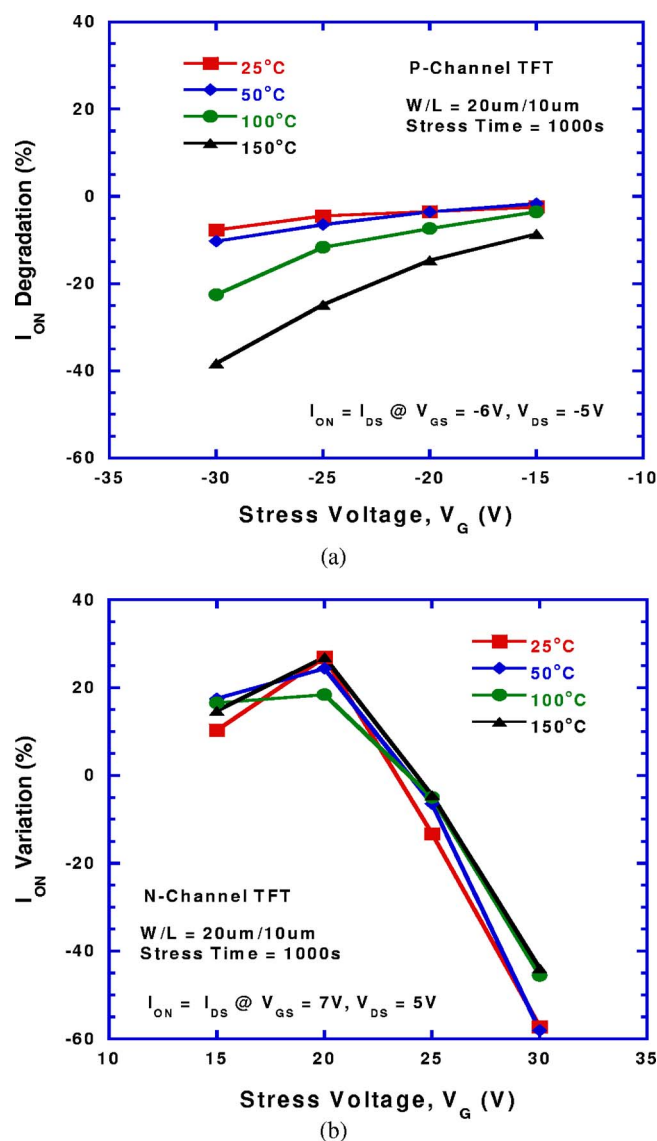 40
20
0
-20
-40
-60
I_ON Degradation (%)
25°C
50°C
100°C
150°C
P-Channel TFT
W/L = 20um/10um
Stress Time = 1000s
I_ON = I_DS @ V_GS = -6V, V_DS = -5V
-35 -30 -25 -20 -15 -10
Stress Voltage, V_G (V)
(a)
40
20
0
-20
-40
-60
I_ON Variation (%)
25°C
50°C
100°C
150°C
N-Channel TFT
W/L = 20um/10um
Stress Time = 1000s
I_ON = I_DS @ V_GS = 7V, V_DS = 5V
10 15 20 25 30 35
Stress Voltage, V_G (V)
(b)